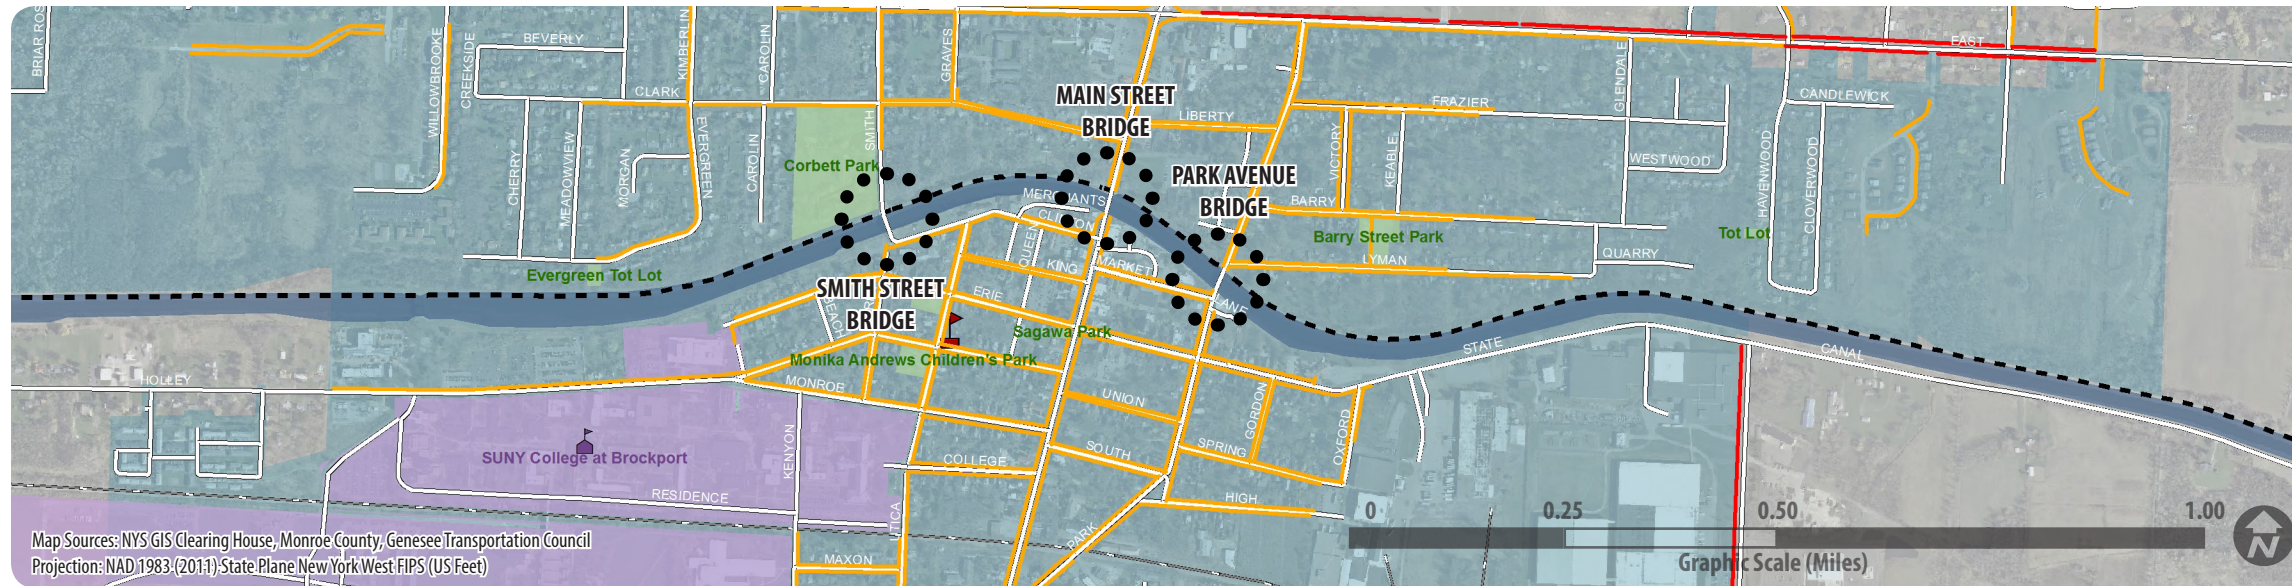 BRIAR ROS
WILLOWBROOKE
CREEKSIDE
BEVERLY
KIMBERLIN
CAROLIN
GRAVES
GLENDALE
EAST
CLARK
SMITH
MAIN STREET
BRIDGE
LIBERTY
FRAZIER
CANDLEWICK
CHERRY
MEADOWVIEW
MORGAN
EVERGREEN
CAROLIN
Corbett Park
PARK AVENUE
BRIDGE
VICTORY
KEABLE
WESTWOOD
HAVENWOOD
CLOVERWOOD
MERCHANTS
CLINTON
QUEEN
BARRY
Barry Street Park
Tot Lot
KING
MARKET
LYMAN
QUARRY
Evergreen Tot Lot
SMITH STREET
BRIDGE
BEACH
ERIE
LANE
Sagawa Park
Monika Andrews Children's Park
STATE
CANAL
HOLLEY
MONROE
UNION
GORDON
OXFORD
KENYON
SUNY College at Brockport
COLLEGE
SOUTH
SPRING
RESIDENCE
UTICA
HIGH
PARK
MAXON
0 0.25 0.50 1.00
Graphic Scale (Miles)
N
Map Sources: NYS GIS Clearing House, Monroe County, Genesee Transportation Council
Projection: NAD 1983 (2011) State Plane New York West FIPS (US Feet)